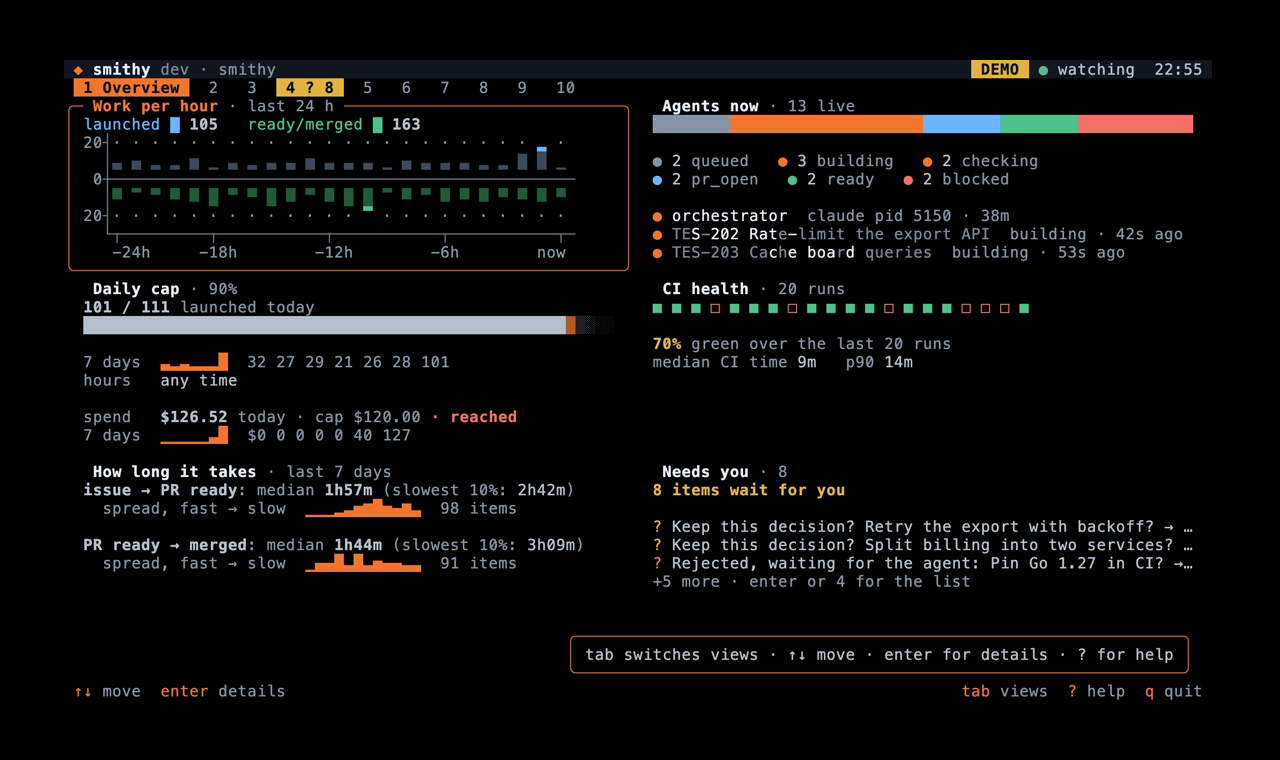 ◆ smithy dev · smithy DEMO ● watching 22:55
1 Overview 2 3 4 ? 8 5 6 7 8 9 10
Work per hour · last 24 h
launched 105 ready/merged 163
20
0
20
−24h −18h −12h −6h now
Agents now · 13 live
● 2 queued ● 3 building ● 2 checking
● 2 pr_open ● 2 ready ● 2 blocked
● orchestrator claude pid 5150 · 38m
● TES-202 Rate-limit the export API building · 42s ago
● TES-203 Cache board queries building · 53s ago
Daily cap · 90%
101 / 111 launched today
7 days 32 27 29 21 26 28 101
hours any time
spend $126.52 today · cap $120.00 · reached
7 days $0 0 0 0 0 40 127
CI health · 20 runs
70% green over the last 20 runs
median CI time 9m p90 14m
How long it takes · last 7 days
issue → PR ready: median 1h57m (slowest 10%: 2h42m)
spread, fast → slow 98 items
PR ready → merged: median 1h44m (slowest 10%: 3h09m)
spread, fast → slow 91 items
Needs you · 8
8 items wait for you
? Keep this decision? Retry the export with backoff? → …
? Keep this decision? Split billing into two services? …
? Rejected, waiting for the agent: Pin Go 1.27 in CI? →…
+5 more · enter or 4 for the list
tab switches views · ↑↓ move · enter for details · ? for help
↑↓ move enter details tab views ? help q quit